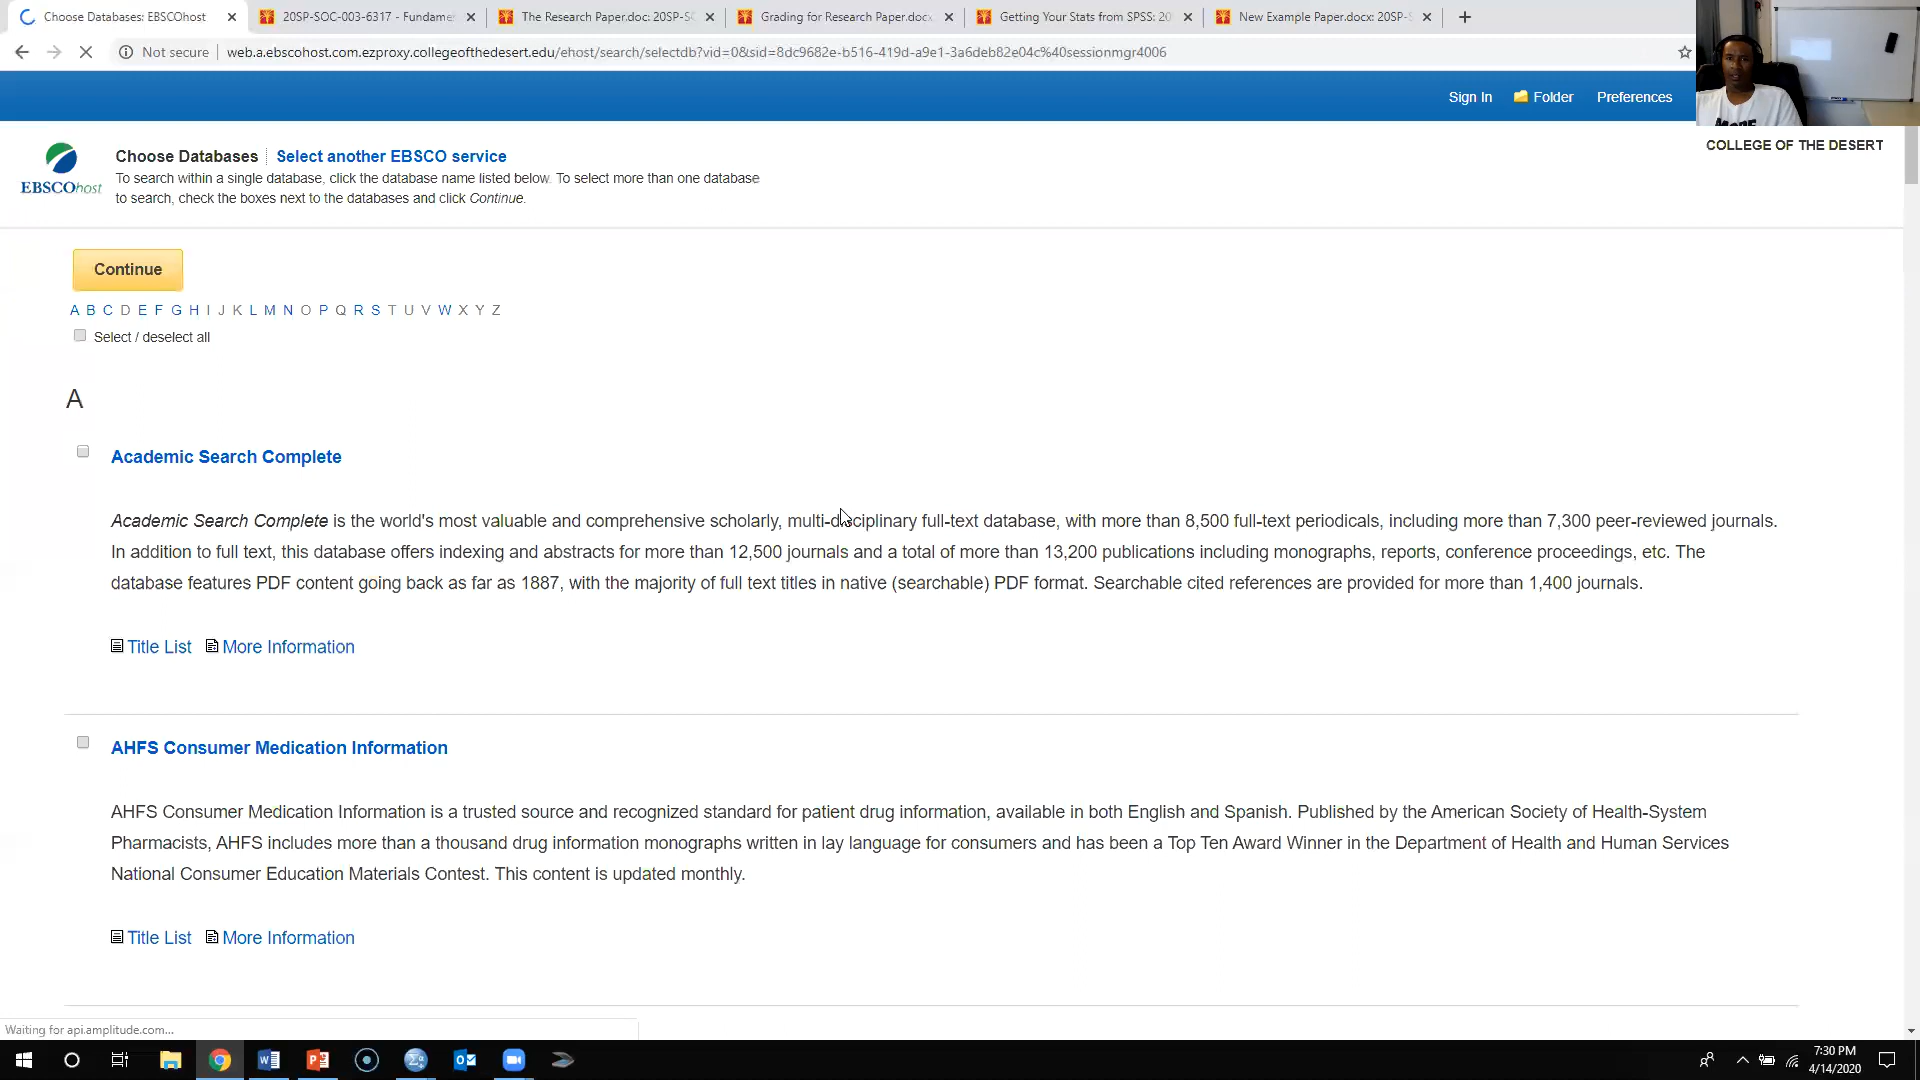 Choose Databases: EBSCOhost
20SP-SOC-003-6317 - Fundame
The Research Paper.doc: 20SP-SC
Grading for Research Paper.docx
Getting Your Stats from SPSS: 20
New Example Paper.docx: 20SP-S
Not secure
web.a.ebscohost.com.ezproxy.collegeofthedesert.edu/ehost/search/selectdb?vid=0&sid=8dc9682e-b516-419d-a9e1-3a6deb82e04c%40sessionmgr4006
Sign In Folder Preferences
COLLEGE OF THE DESERT
EBSCOhost
Choose Databases Select another EBSCO service
To search within a single database, click the database name listed below. To select more than one database
to search, check the boxes next to the databases and click Continue.
Continue
A B C D E F G H I J K L M N O P Q R S T U V W X Y Z
Select / deselect all
A
Academic Search Complete
Academic Search Complete is the world's most valuable and comprehensive scholarly, multi-disciplinary full-text database, with more than 8,500 full-text periodicals, including more than 7,300 peer-reviewed journals.
In addition to full text, this database offers indexing and abstracts for more than 12,500 journals and a total of more than 13,200 publications including monographs, reports, conference proceedings, etc. The
database features PDF content going back as far as 1887, with the majority of full text titles in native (searchable) PDF format. Searchable cited references are provided for more than 1,400 journals.
Title List More Information
AHFS Consumer Medication Information
AHFS Consumer Medication Information is a trusted source and recognized standard for patient drug information, available in both English and Spanish. Published by the American Society of Health-System
Pharmacists, AHFS includes more than a thousand drug information monographs written in lay language for consumers and has been a Top Ten Award Winner in the Department of Health and Human Services
National Consumer Education Materials Contest. This content is updated monthly.
Title List More Information
Waiting for api.amplitude.com...
7:30 PM
4/14/2020